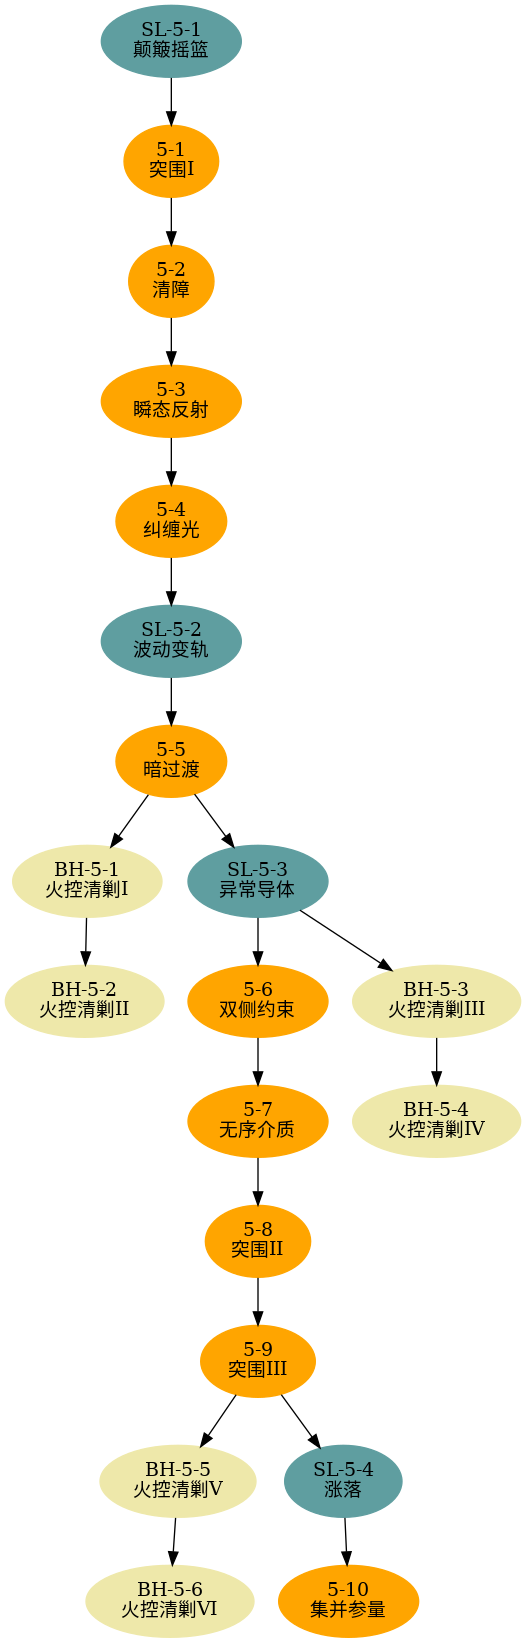 SL-5-1
颠簸摇篮
5-1
突围I
5-2
清障
5-3
瞬态反射
5-4
纠缠光
SL-5-2
波动变轨
5-5
暗过渡
BH-5-1
火控清剿I
SL-5-3
异常导体
BH-5-2
火控清剿II
5-6
双侧约束
BH-5-3
火控清剿III
5-7
无序介质
BH-5-4
火控清剿IV
5-8
突围II
5-9
突围III
BH-5-5
火控清剿V
SL-5-4
涨落
BH-5-6
火控清剿VI
5-10
集并参量